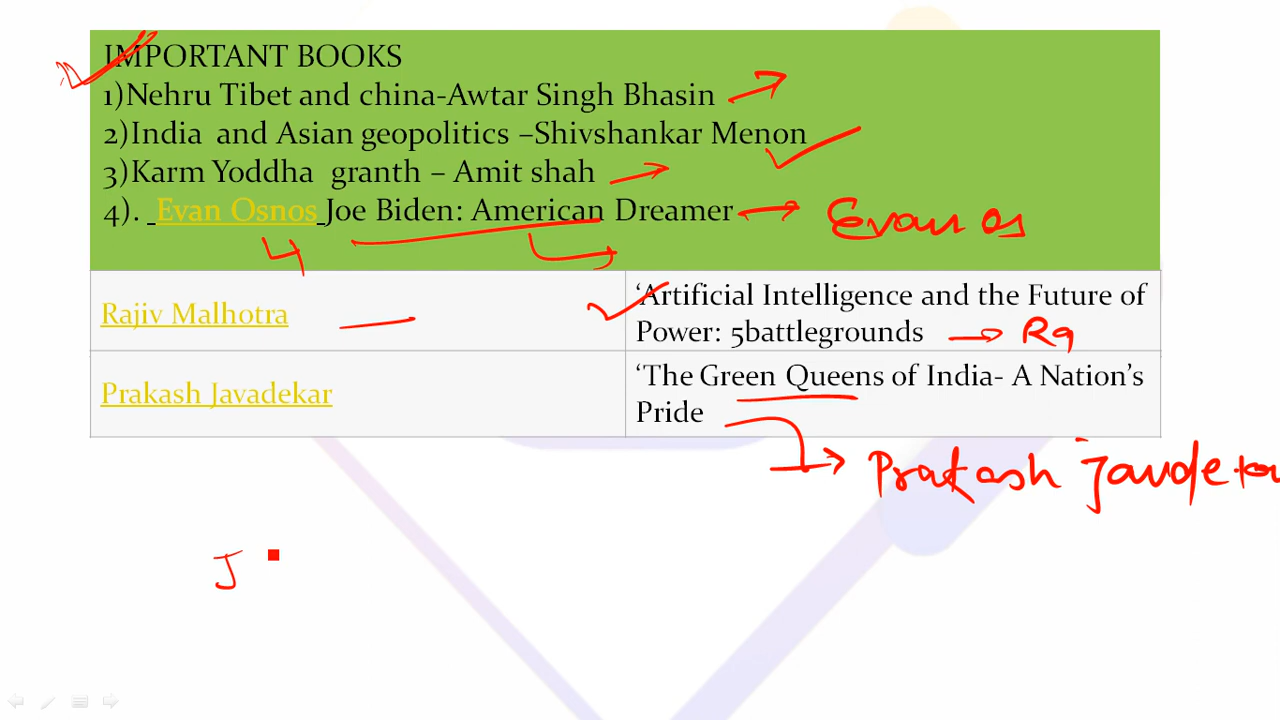 IMPORTANT BOOKS
1)Nehru Tibet and china-Awtar Singh Bhasin
2)India and Asian geopolitics –Shivshankar Menon
3)Karm Yoddha granth – Amit shah
4). Evan Osnos Joe Biden: American Dreamer
Evan os
4
Rajiv Malhotra
‘Artificial Intelligence and the Future of
Power: 5battlegrounds
Ra
Prakash Javadekar
‘The Green Queens of India- A Nation’s
Pride
Prakash
J